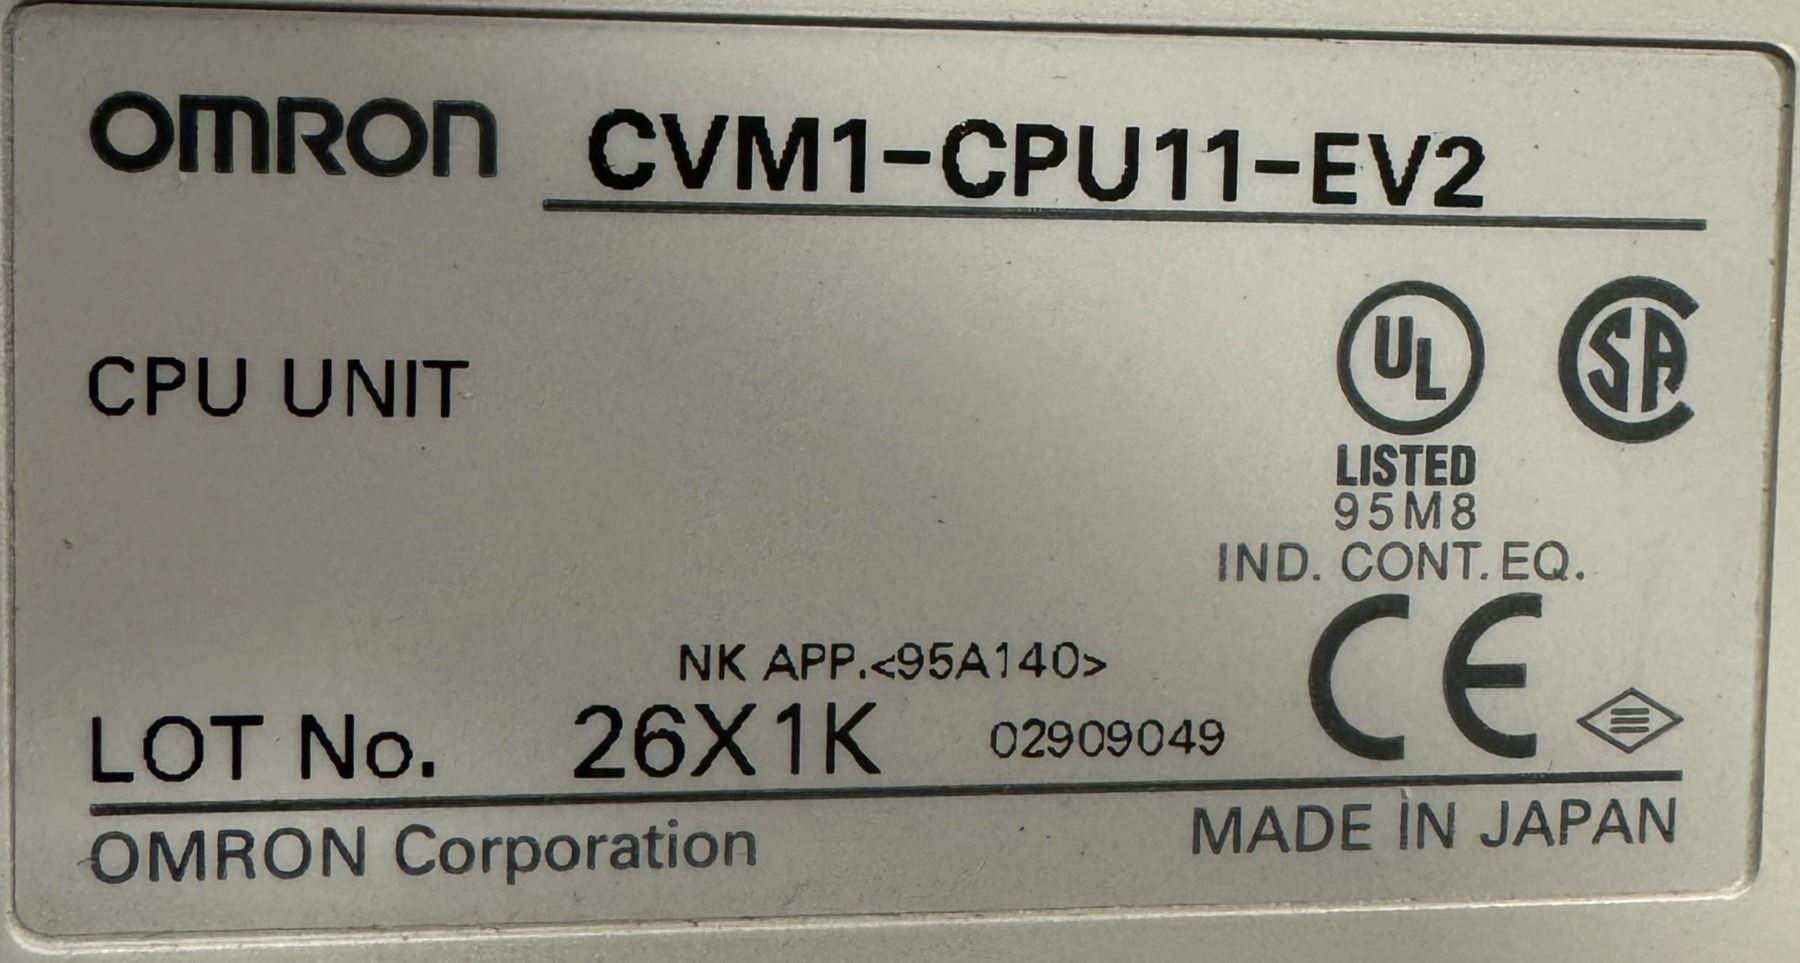 OMRON CVM1-CPU11-EV2
CPU UNIT
UL SA
LISTED
95M8
IND. CONT. EQ.
NK APP.<95A140>
CE
LOT No. 26X1K 02909049
OMRON Corporation MADE IN JAPAN